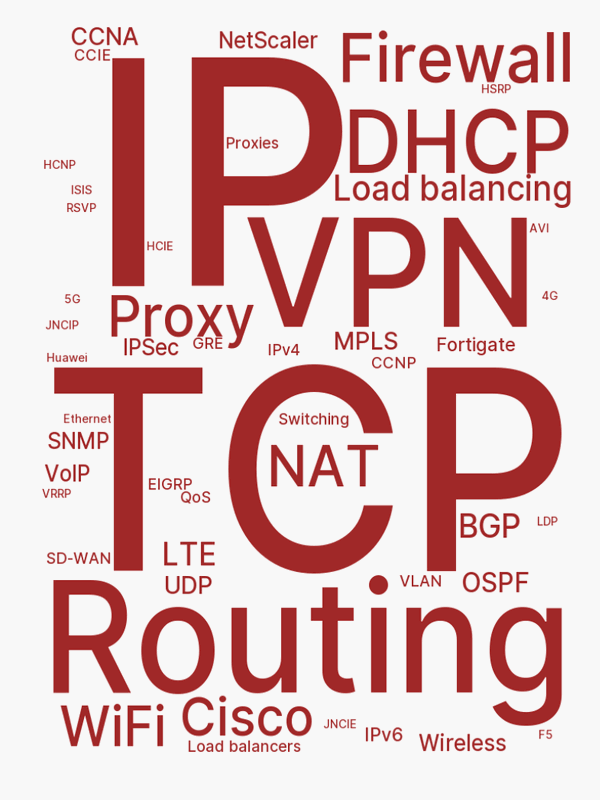 CCNA
NetScaler
Firewall
CCIE
IP
HSRP
DHCP
Proxies
HCNP
Load balancing
ISIS
RSVP
VPN
AVI
HCIE
5G
4G
Proxy
JNCIP
IPSec
GRE
IPv4
MPLS
Fortigate
Huawei
CCNP
TCP
Ethernet
Switching
SNMP
NAT
VoIP
EIGRP
VRRP
QoS
BGP
LDP
SD-WAN
LTE
UDP
VLAN
OSPF
Routing
WiFi
Cisco
JNCIE
IPv6
Wireless
F5
Load balancers